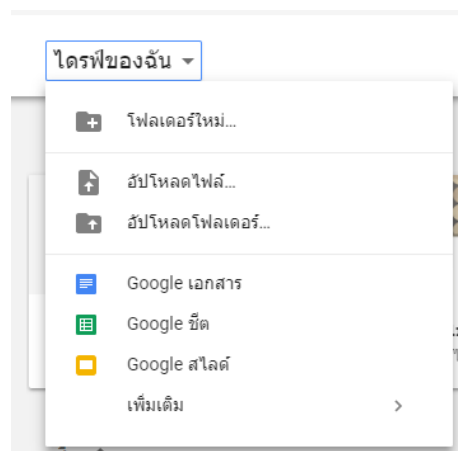 ไดรฟ์ของฉัน
โฟลเดอร์ใหม่...
อัปโหลดไฟล์...
อัปโหลดโฟลเดอร์...
Google เอกสาร
Google ชีต
Google สไลด์
เพิ่มเติม